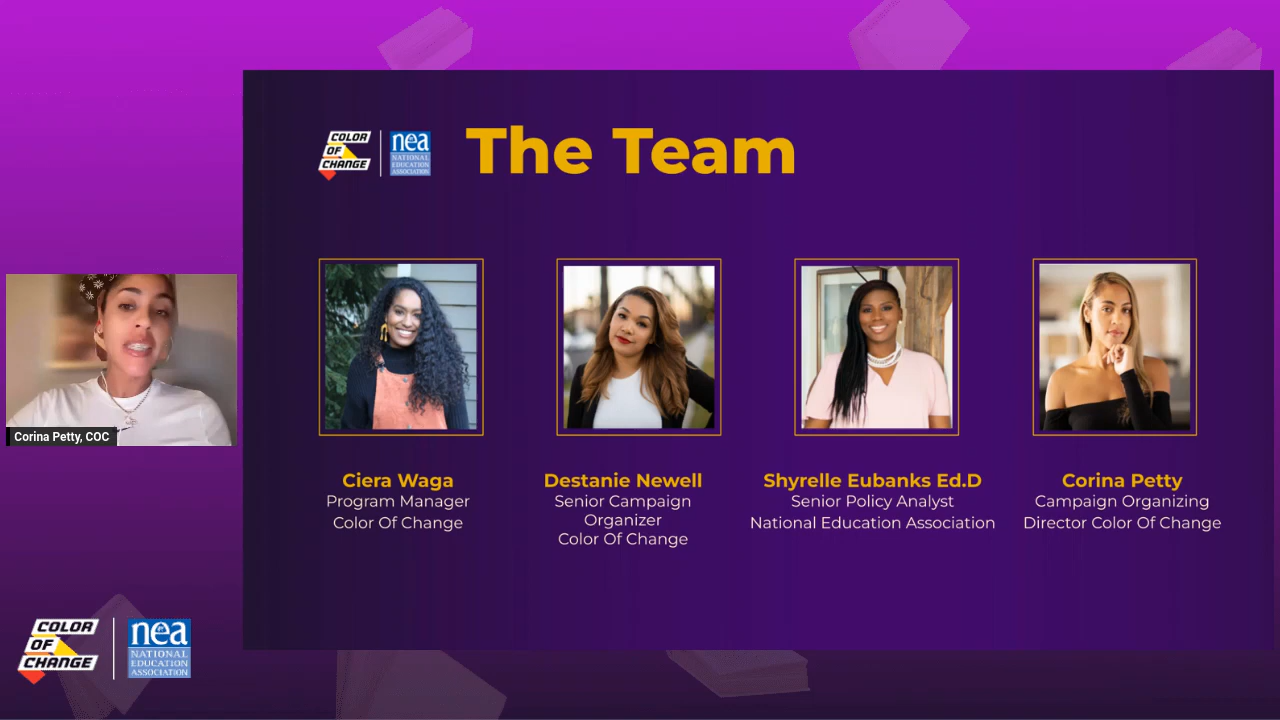 COLOR
OF
CHANGE
nea
NATIONAL
EDUCATION
ASSOCIATION
The Team
Corina Petty, COC
Ciera Waga
Program Manager
Color Of Change
Destanie Newell
Senior Campaign
Organizer
Color Of Change
Shyrelle Eubanks Ed.D
Senior Policy Analyst
National Education Association
Corina Petty
Campaign Organizing
Director Color Of Change
COLOR
OF
CHANGE
nea
NATIONAL
EDUCATION
ASSOCIATION